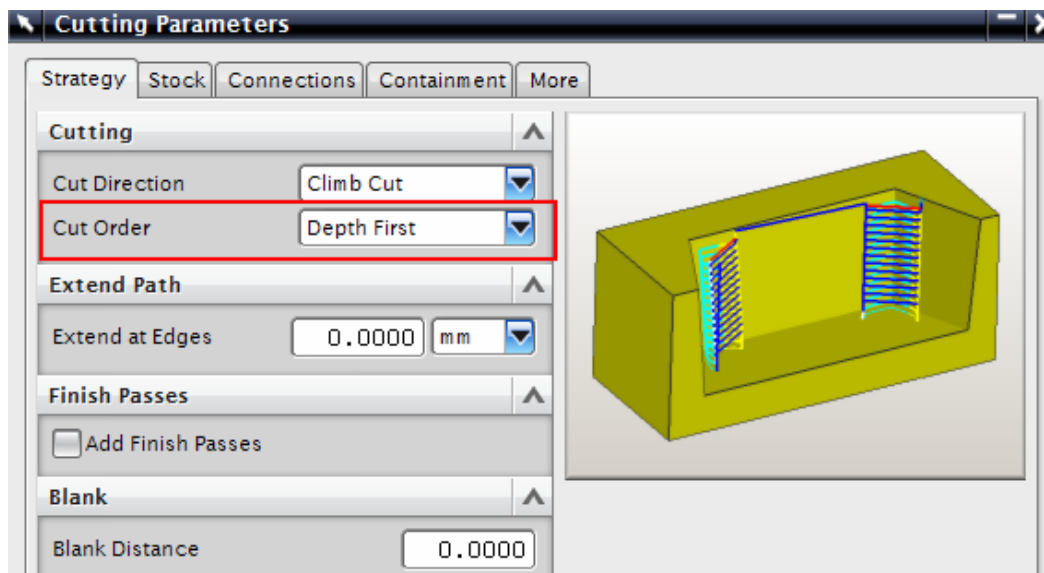 Cutting Parameters
Strategy Stock Connections Containment More
Cutting
Cut Direction Climb Cut
Cut Order Depth First
Extend Path
Extend at Edges 0.0000 mm
Finish Passes
Add Finish Passes
Blank
Blank Distance 0.0000